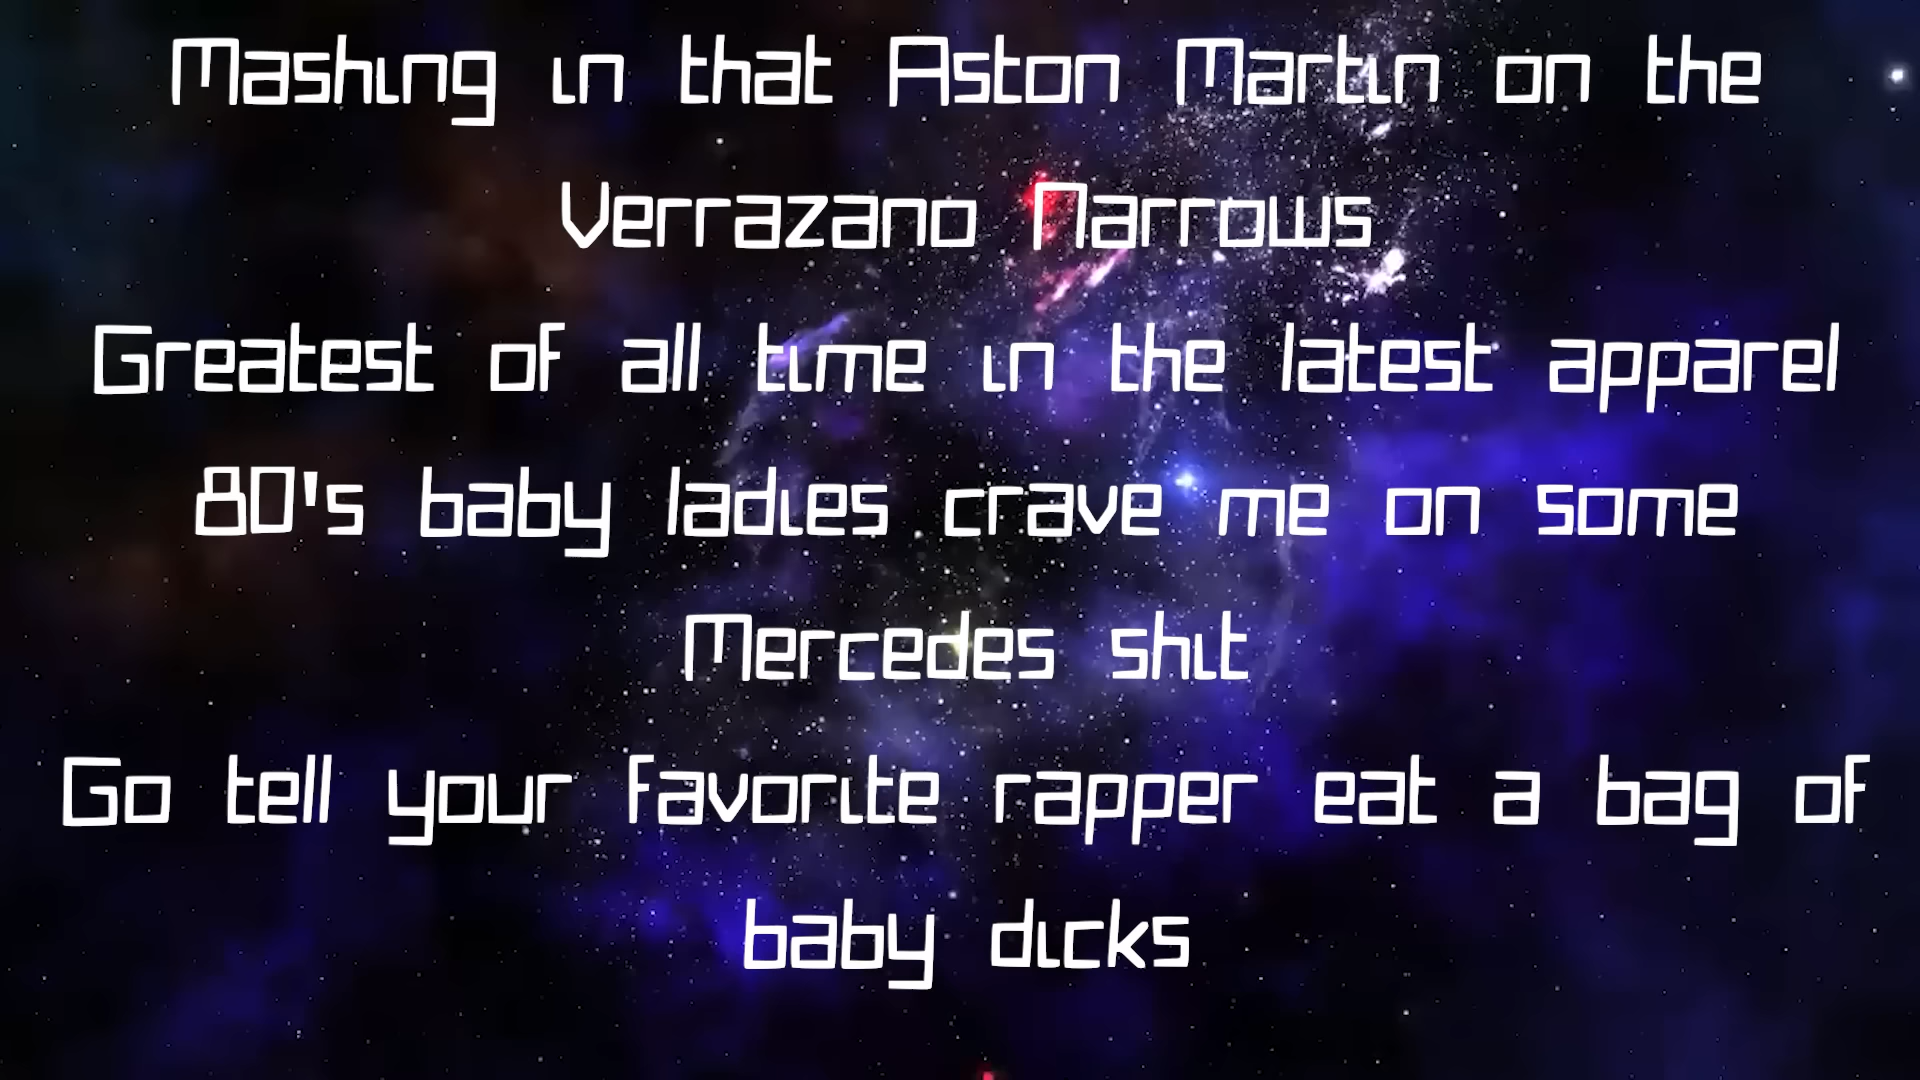 Mashing in that Aston Martin on the
Verrazano Narrows
Greatest of all time in the latest apparel
80's baby ladies crave me on some
Mercedes shit
Go tell your favorite rapper eat a bag of
baby dicks